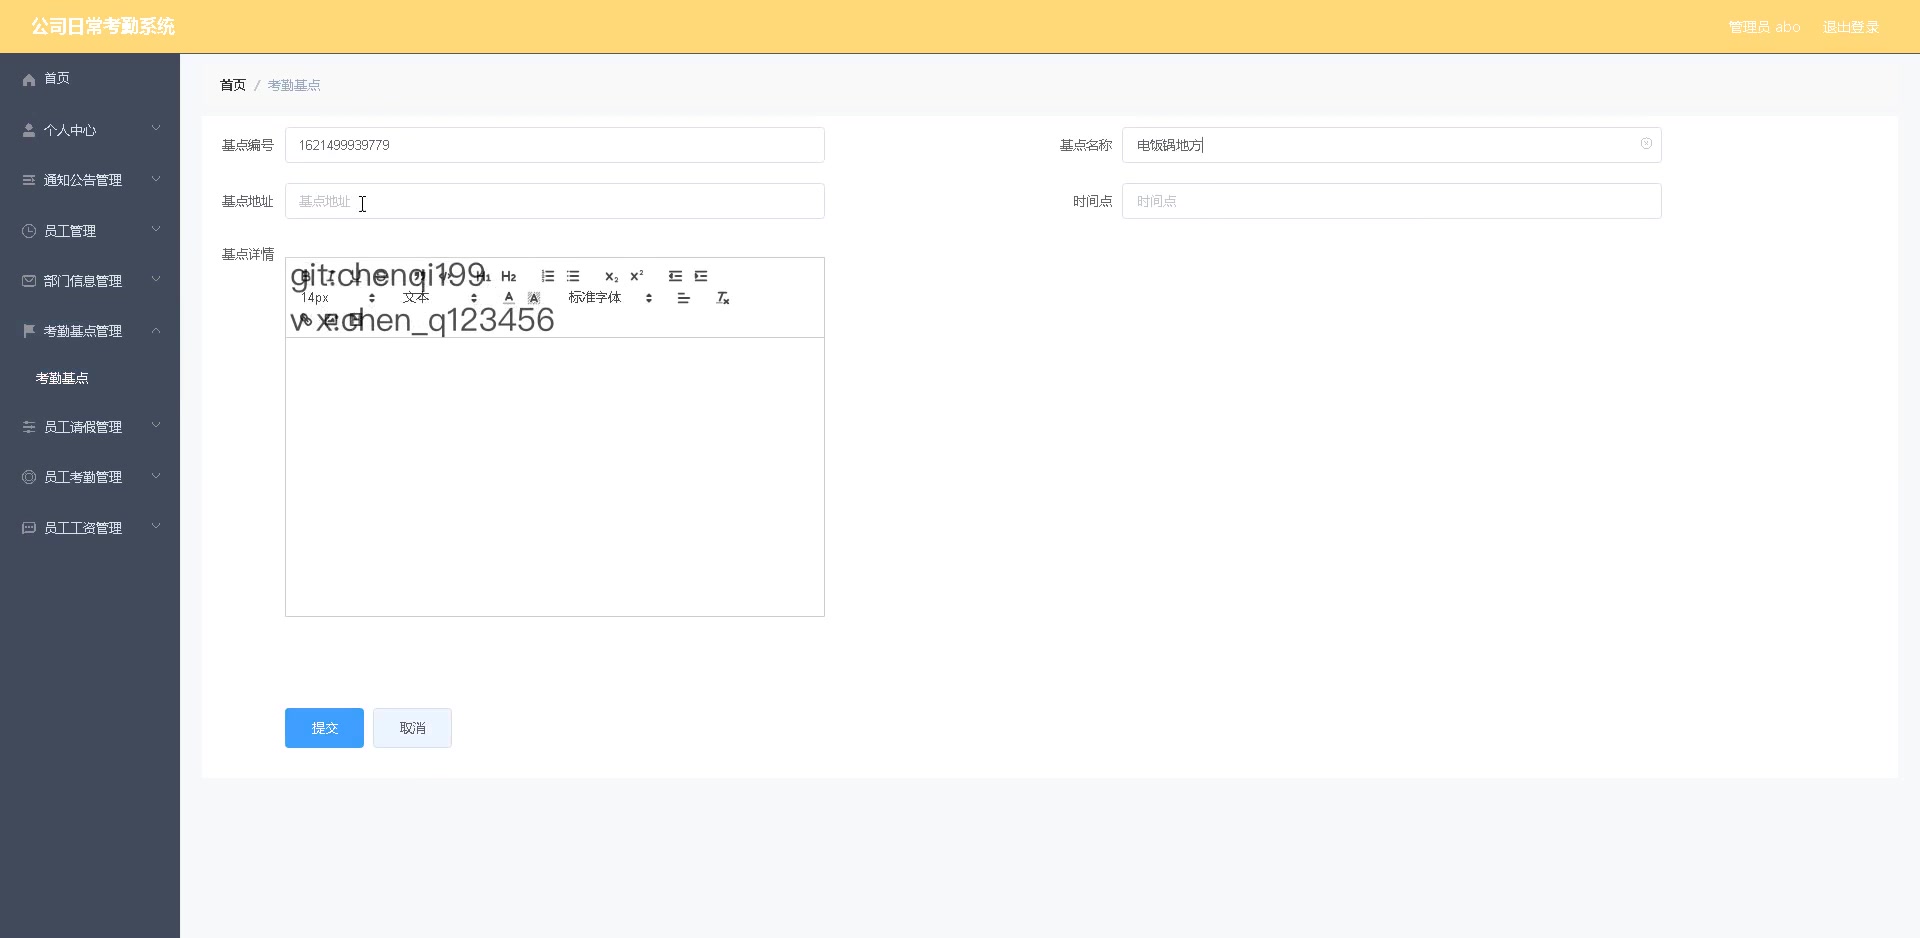 公司日常考勤系统
管理员 abo
退出登录
首页
个人中心
通知公告管理
员工管理
部门信息管理
考勤基点管理
考勤基点
员工请假管理
员工考勤管理
员工工资管理
首页 / 考勤基点
基点编号
1621499939779
基点名称
电饭锅地方
基点地址
基点地址
时间点
时间点
基点详情
git:chenqi199
H1 H2 X₂ X²
14px
文本
A A
标准字体
vx:chen_q123456
提交
取消